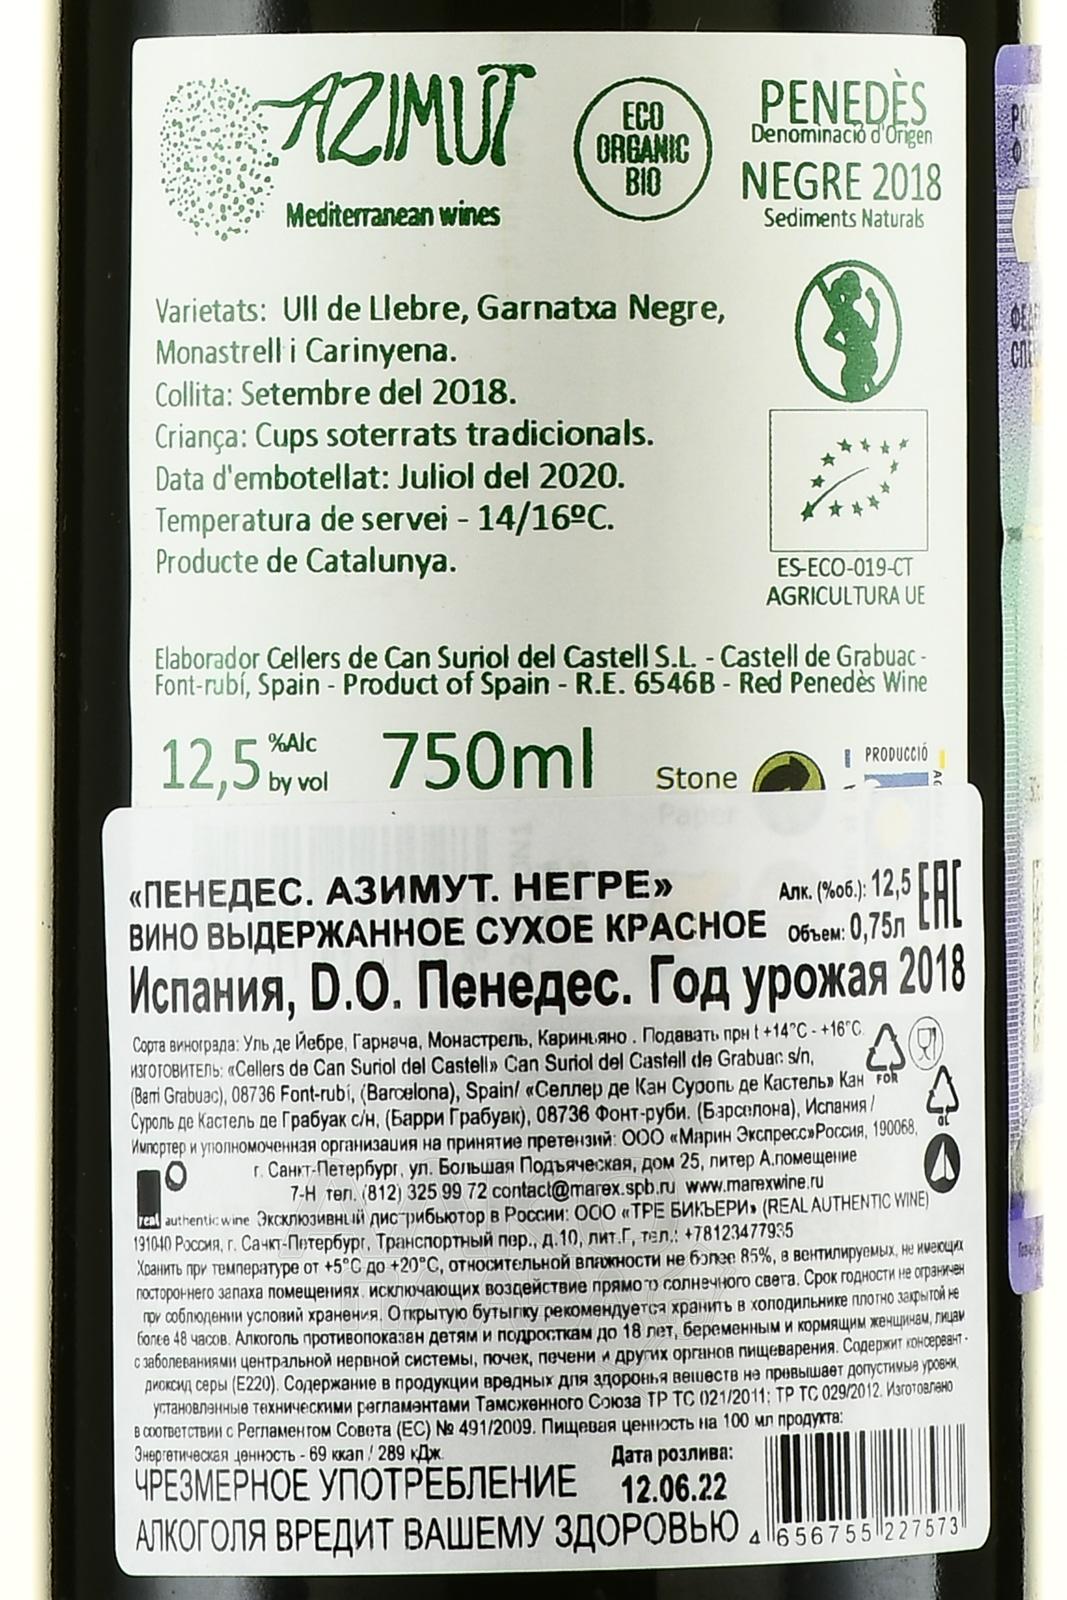 AZIMUT
Mediterranean wines
ECO
ORGANIC
BIO
PENEDÈS
Denominació d'Origen
NEGRE 2018
Sediments Naturals
Varietats: Ull de Llebre, Garnatxa Negre,
Monastrell i Carinyena.
Collita: Setembre del 2018.
Criança: Cups soterrats tradicionals.
Data d'embotellat: Juliol del 2020.
Temperatura de servei - 14/16ºC.
Producte de Catalunya.
ES-ECO-019-CT
AGRICULTURA UE
Elaborador Cellers de Can Suriol del Castell S.L. - Castell de Grabuac -
Font-rubí, Spain - Product of Spain - R.E. 6546B - Red Penedès Wine
12,5 %Alc
by vol
750ml
Stone
Paper
PRODUCCIÓ
«ПЕНЕДЕС. АЗИМУТ. НЕГРЕ»
Алк. (%об.): 12,5
EAC
ВИНО ВЫДЕРЖАННОЕ СУХОЕ КРАСНОЕ
Объем: 0,75л
Испания, D.O. Пенедес. Год урожая 2018
Сорта винограда: Уль де Йебре, Гарнача, Монастрель, Кариньяно . Подавать при t +14°C - +16°C.
ИЗГОТОВИТЕЛЬ: «Cellers de Can Suriol del Castell» Can Suriol del Castell de Grabuac s/n,
(Barri Grabuac), 08736 Font-rubí, (Barcelona), Spain/ «Селлер де Кан Суроль де Кастель» Кан
Суроль де Кастель де Грабуак с/н, (Барри Грабуак), 08736 Фонт-руби. (Барселона), Испания /
Импортер и уполномоченная организация на принятие претензий: ООО «Марин Экспресс»Россия, 190068,
г. Санкт-Петербург, ул. Большая Подъяческая, дом 25, литер А.помещение
7-Н тел. (812) 325 99 72 contact@marex.spb.ru www.marexwine.ru
real authentic wine Эксклюзивный дистрибьютор в России: ООО «ТРЕ БИКЬЕРИ» (REAL AUTHENTIC WINE)
191040 Россия, г. Санкт-Петербург, Транспортный пер., д.10, лит.Г, тел.: +78123477935
Хранить при температуре от +5°C до +20°C, относительной влажности не более 85%, в вентилируемых, не имеющих
постороннего запаха помещениях, исключающих воздействие прямого солнечного света. Срок годности не ограничен
при соблюдении условий хранения. Открытую бутылку рекомендуется хранить в холодильнике плотно закрытой не
более 48 часов. Алкоголь противопоказан детям и подросткам до 18 лет, беременным и кормящим женщинам, лицам
с заболеваниями центральной нервной системы, почек, печени и других органов пищеварения. Содержит консервант -
диоксид серы (Е220). Содержание в продукции вредных для здоровья веществ не превышает допустимые уровни,
установленные техническими регламентами Таможенного Союза ТР ТС 021/2011; ТР ТС 029/2012. Изготовлено
в соответствии с Регламентом Совета (ЕС) № 491/2009. Пищевая ценность на 100 мл продукта:
Энергетическая ценность - 69 ккал / 289 кДж.
FOR
GL
Дата розлива:
12.06.22
ЧРЕЗМЕРНОЕ УПОТРЕБЛЕНИЕ
АЛКОГОЛЯ ВРЕДИТ ВАШЕМУ ЗДОРОВЬЮ
4 656755 227573